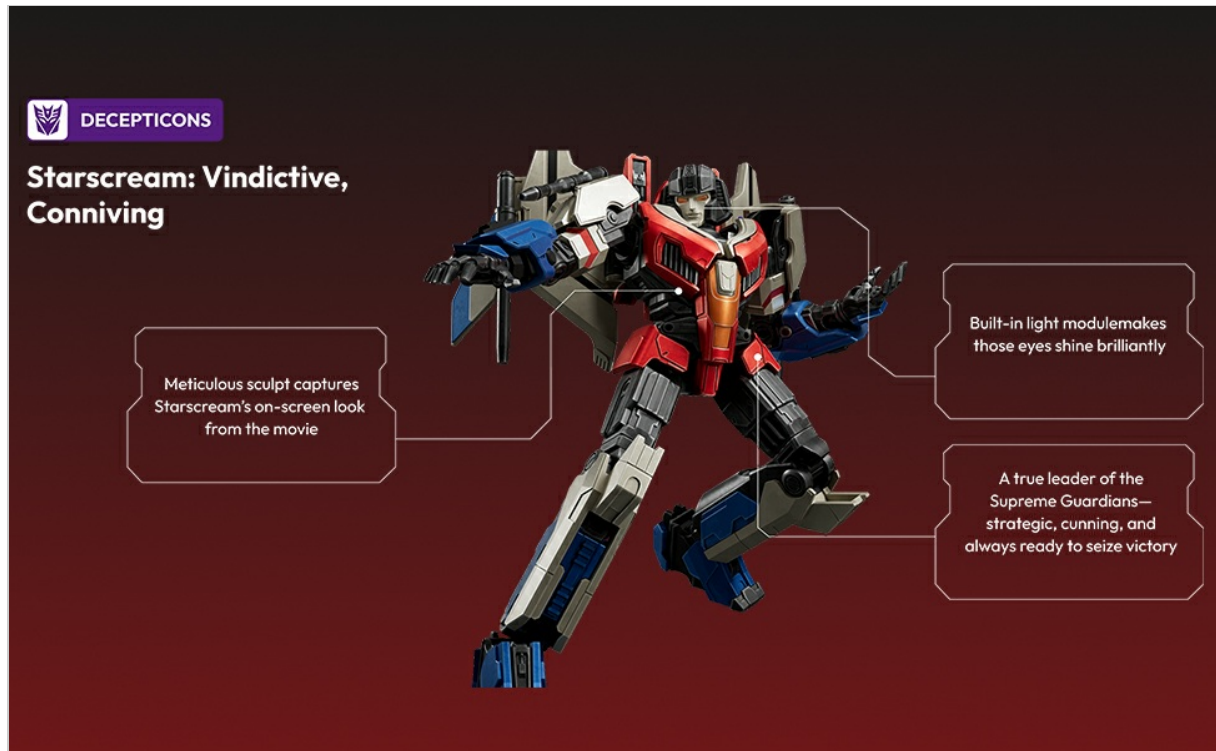 DECEPTICONS
Starscream: Vindictive,
Conniving
Meticulous sculpt captures
Starscream's on-screen look
from the movie
Built-in light modulemakes
those eyes shine brilliantly
A true leader of the
Supreme Guardians—
strategic, cunning, and
always ready to seize victory